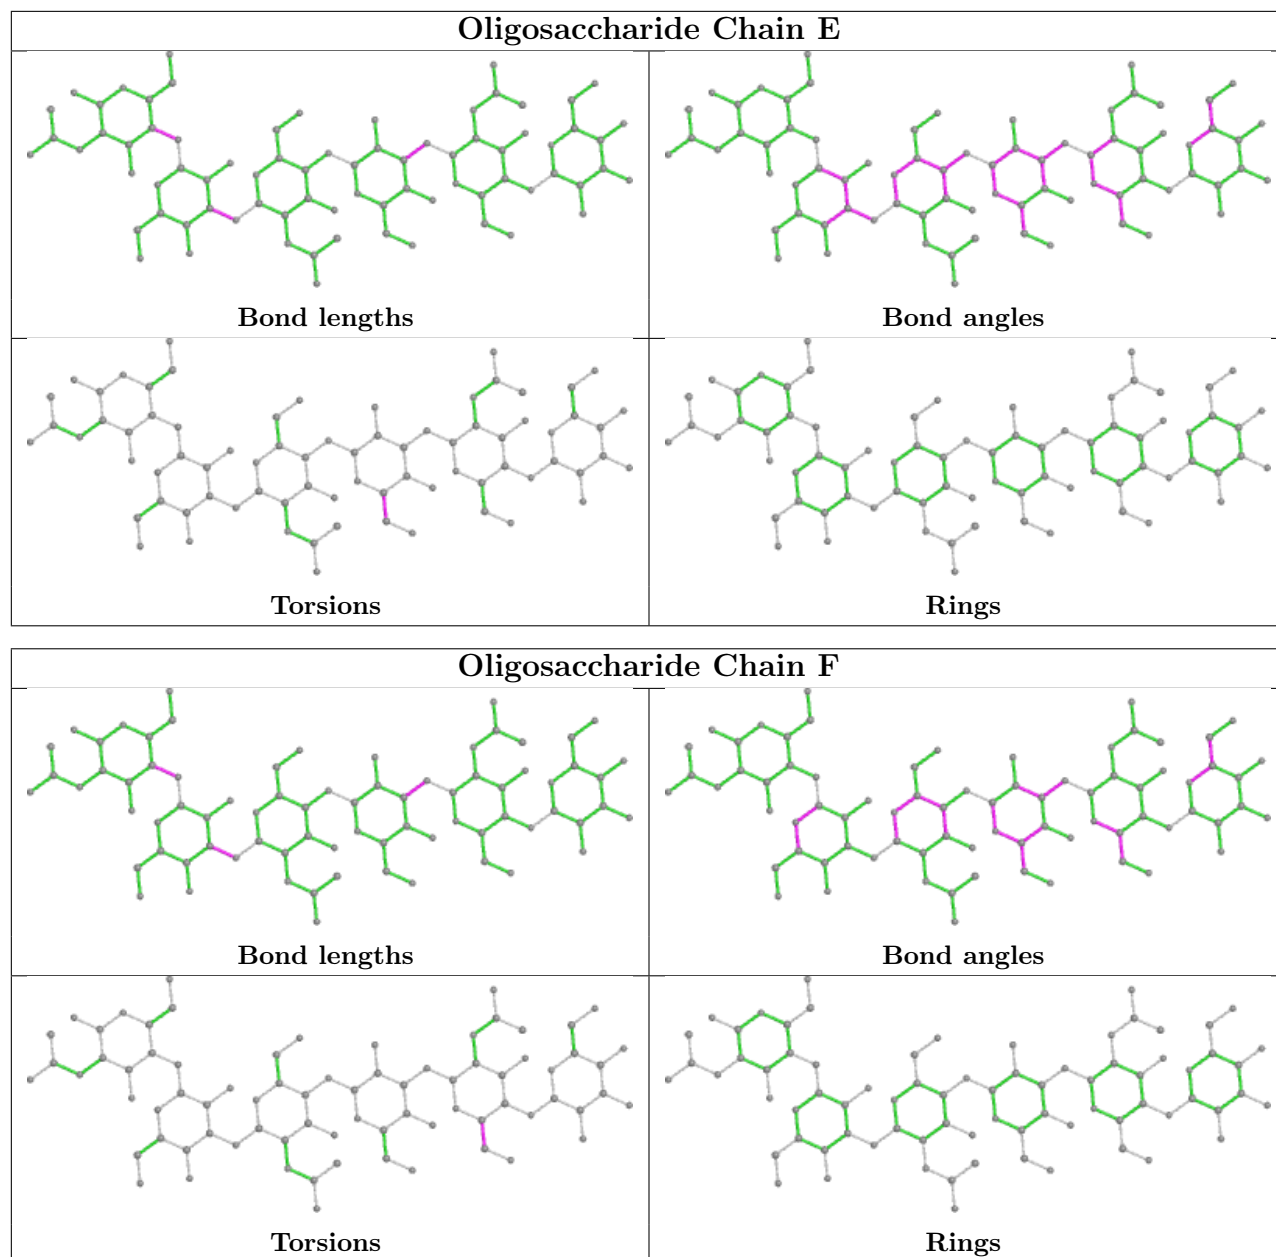 Oligosaccharide Chain E
Bond lengths
Bond angles
Torsions
Rings
Oligosaccharide Chain F
Bond lengths
Bond angles
Torsions
Rings